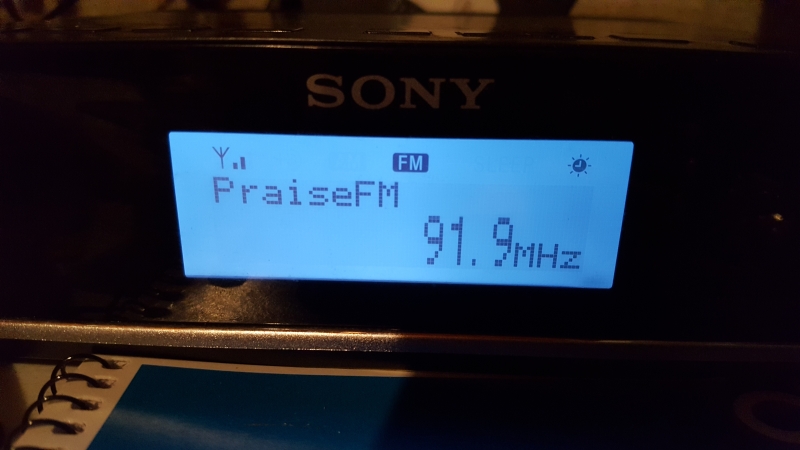 SONY
FM
PraiseFM
91.9MHz